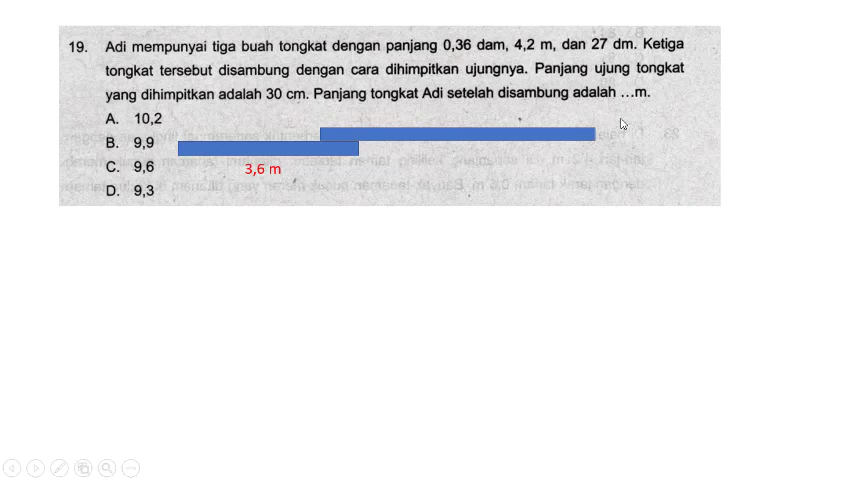 19. Adi mempunyai tiga buah tongkat dengan panjang 0,36 dam, 4,2 m, dan 27 dm. Ketiga
tongkat tersebut disambung dengan cara dihimpitkan ujungnya. Panjang ujung tongkat
yang dihimpitkan adalah 30 cm. Panjang tongkat Adi setelah disambung adalah ...m.
A. 10,2
B. 9,9
C. 9,6
D. 9,3
3,6 m